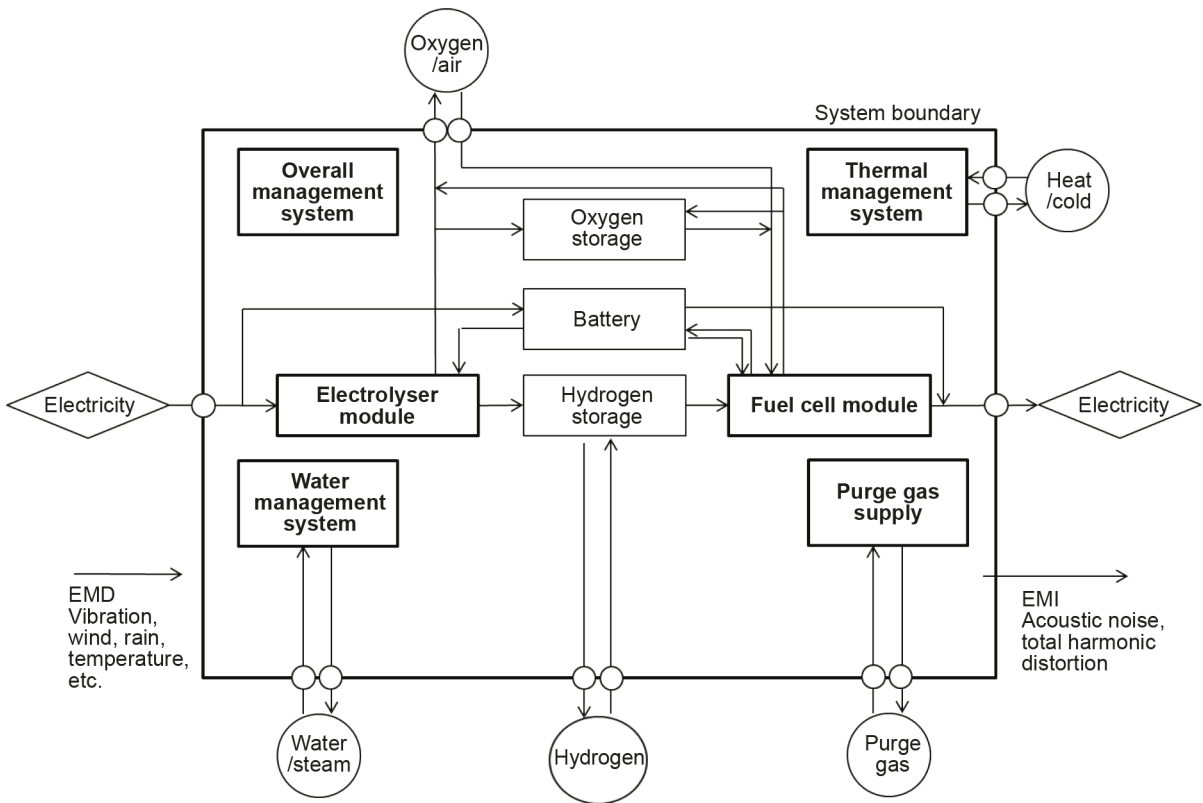 Oxygen
/air
System boundary
Overall
management
system
Thermal
management
system
Heat
/cold
Oxygen
storage
Battery
Electricity
Electrolyser
module
Hydrogen
storage
Fuel cell module
Electricity
Water
management
system
Purge gas
supply
EMD
Vibration,
wind, rain,
temperature,
etc.
EMI
Acoustic noise,
total harmonic
distortion
Water
/steam
Hydrogen
Purge
gas